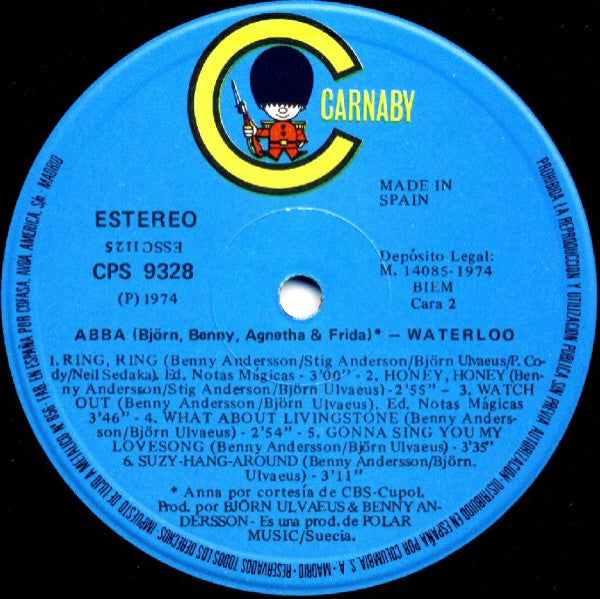 CARNABY
MADE IN
SPAIN
ESTEREO
ESSC1125
CPS 9328
(P) 1974
Depósito Legal:
M. 14085-1974
BIEM
Cara 2
ABBA (Björn, Benny, Agnetha & Frida)* — WATERLOO
1. RING, RING (Benny Andersson/Stig Anderson/Björn Ulvaeus/P. Co-
dy/Neil Sedaka). Ed. Notas Mágicas - 3'00" - 2. HONEY, HONEY (Ben-
ny Andersson/Stig Anderson/Björn Ulvaeus) - 2'55" - 3. WATCH
OUT (Benny Andersson/Björn Ulvaeus), Ed. Notas Mágicas
3'46" - 4. WHAT ABOUT LIVINGSTONE (Benny Anders-
son/Björn Ulvaeus) - 2'54" - 5. GONNA SING YOU MY
LOVESONG (Benny Andersson/Björn Ulvaeus) - 3'35"
6. SUZY-HANG-AROUND (Benny Andersson/Björn.
Ulvaeus) - 3'11"
* Anna por cortesía de CBS-Cupol.
Prod. por BJÖRN ULVAEUS & BENNY AN-
DERSSON- Es una prod. de POLAR
MUSIC/Suecia.
PROHIBIDA LA REPRODUCCION Y UTILIZACION PUBLICA SIN PREVIA AUTORIZACION - DISTRIBUIDO EN ESPAÑA POR COLUMBIA, S. A. - MADRID - RESERVADOS TODOS LOS DERECHOS - IMPUESTO DE LUJO A METALICO Nº 856 - FAB. EN ESPAÑA POR COFASA, AVDA AMERICA, S/n - MADRID